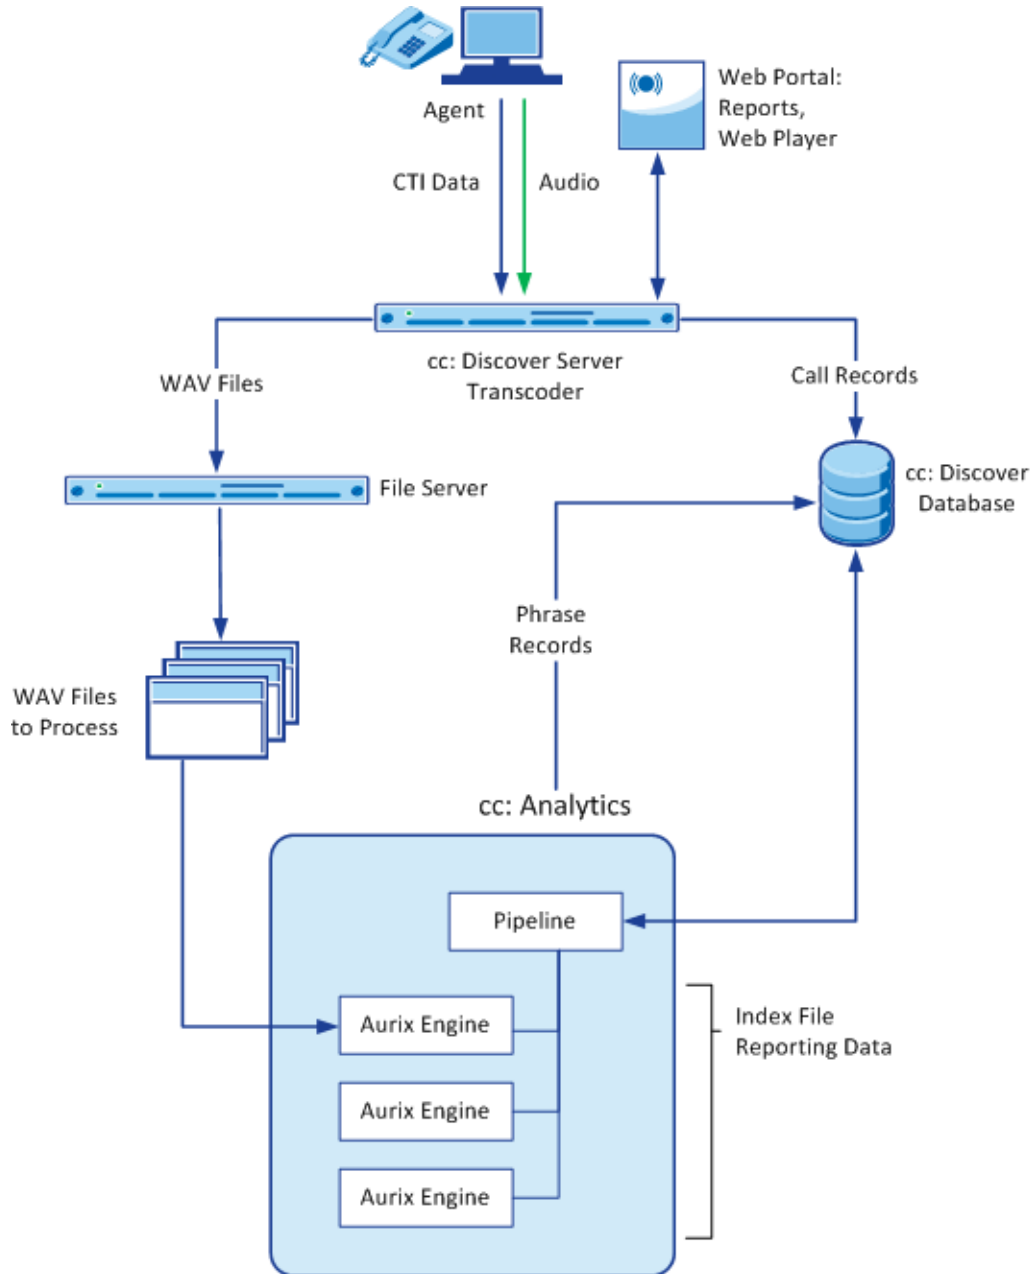 Agent
CTI Data
Audio
Web Portal:
Reports,
Web Player
cc: Discover Server
Transcoder
WAV Files
Call Records
File Server
cc: Discover
Database
Phrase
Records
WAV Files
to Process
cc: Analytics
Pipeline
Aurix Engine
Aurix Engine
Aurix Engine
Index File
Reporting Data